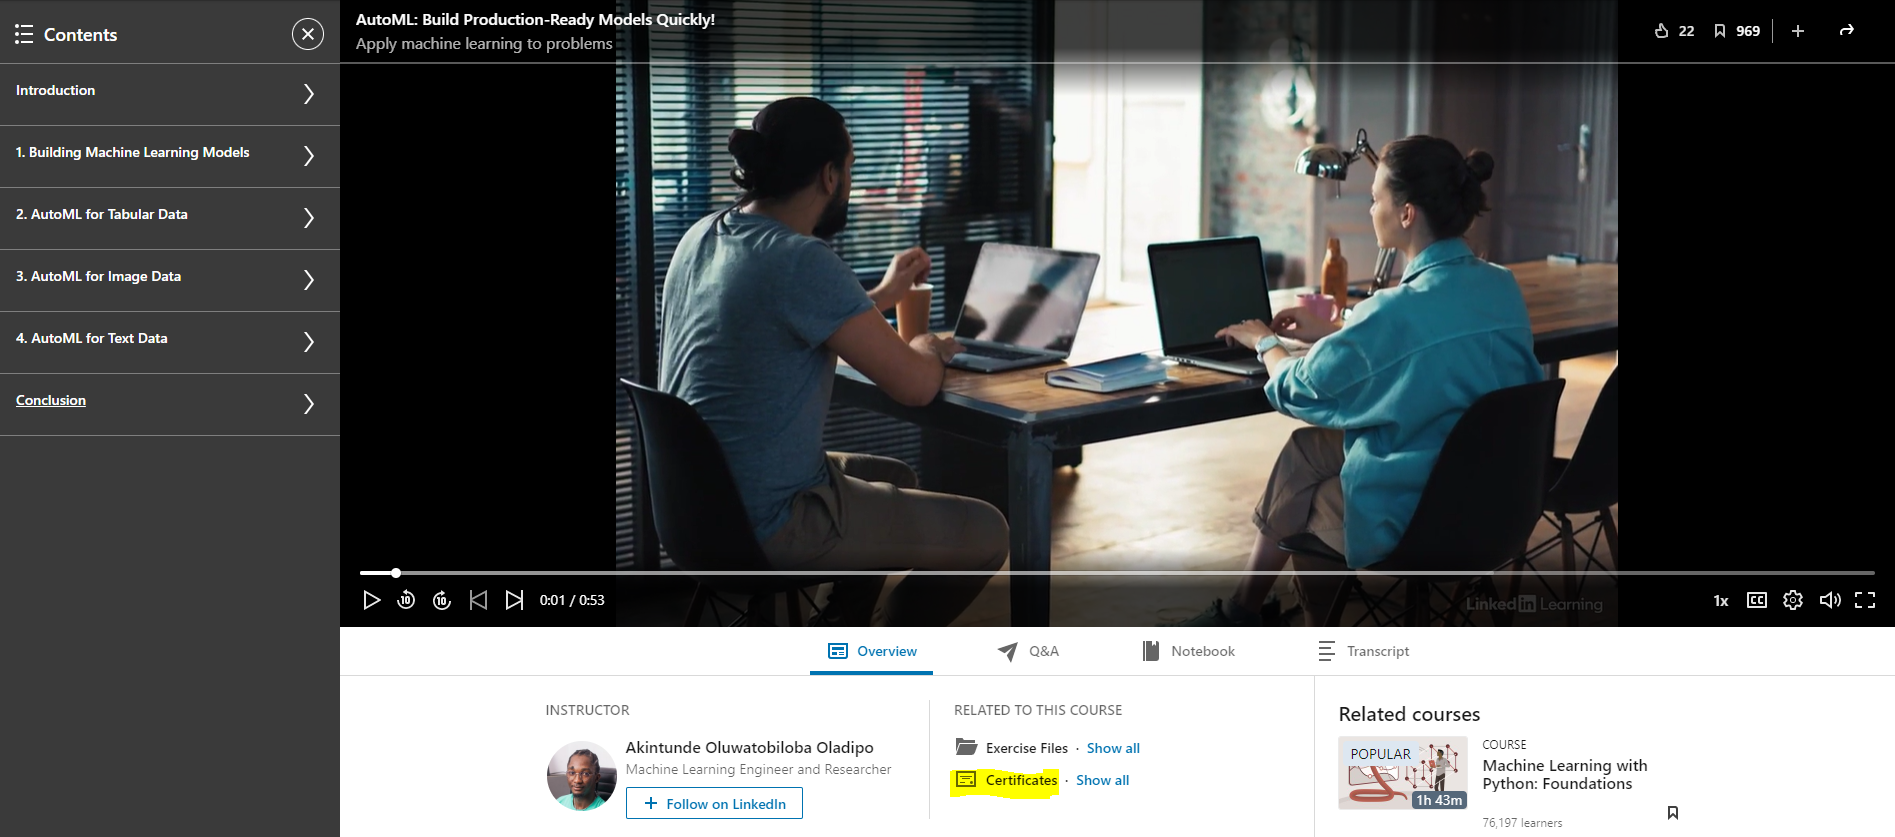 Contents
Introduction
1. Building Machine Learning Models
2. AutoML for Tabular Data
3. AutoML for Image Data
4. AutoML for Text Data
Conclusion
AutoML: Build Production-Ready Models Quickly!
Apply machine learning to problems
22 969
10 10 0:01 / 0:53
1x CC
Linked in Learning
Overview Q&A Notebook Transcript
INSTRUCTOR
Akintunde Oluwatobiloba Oladipo
Machine Learning Engineer and Researcher
+ Follow on LinkedIn
RELATED TO THIS COURSE
Exercise Files · Show all
Certificates · Show all
Related courses
POPULAR
1h 43m
COURSE
Machine Learning with
Python: Foundations
76,197 learners